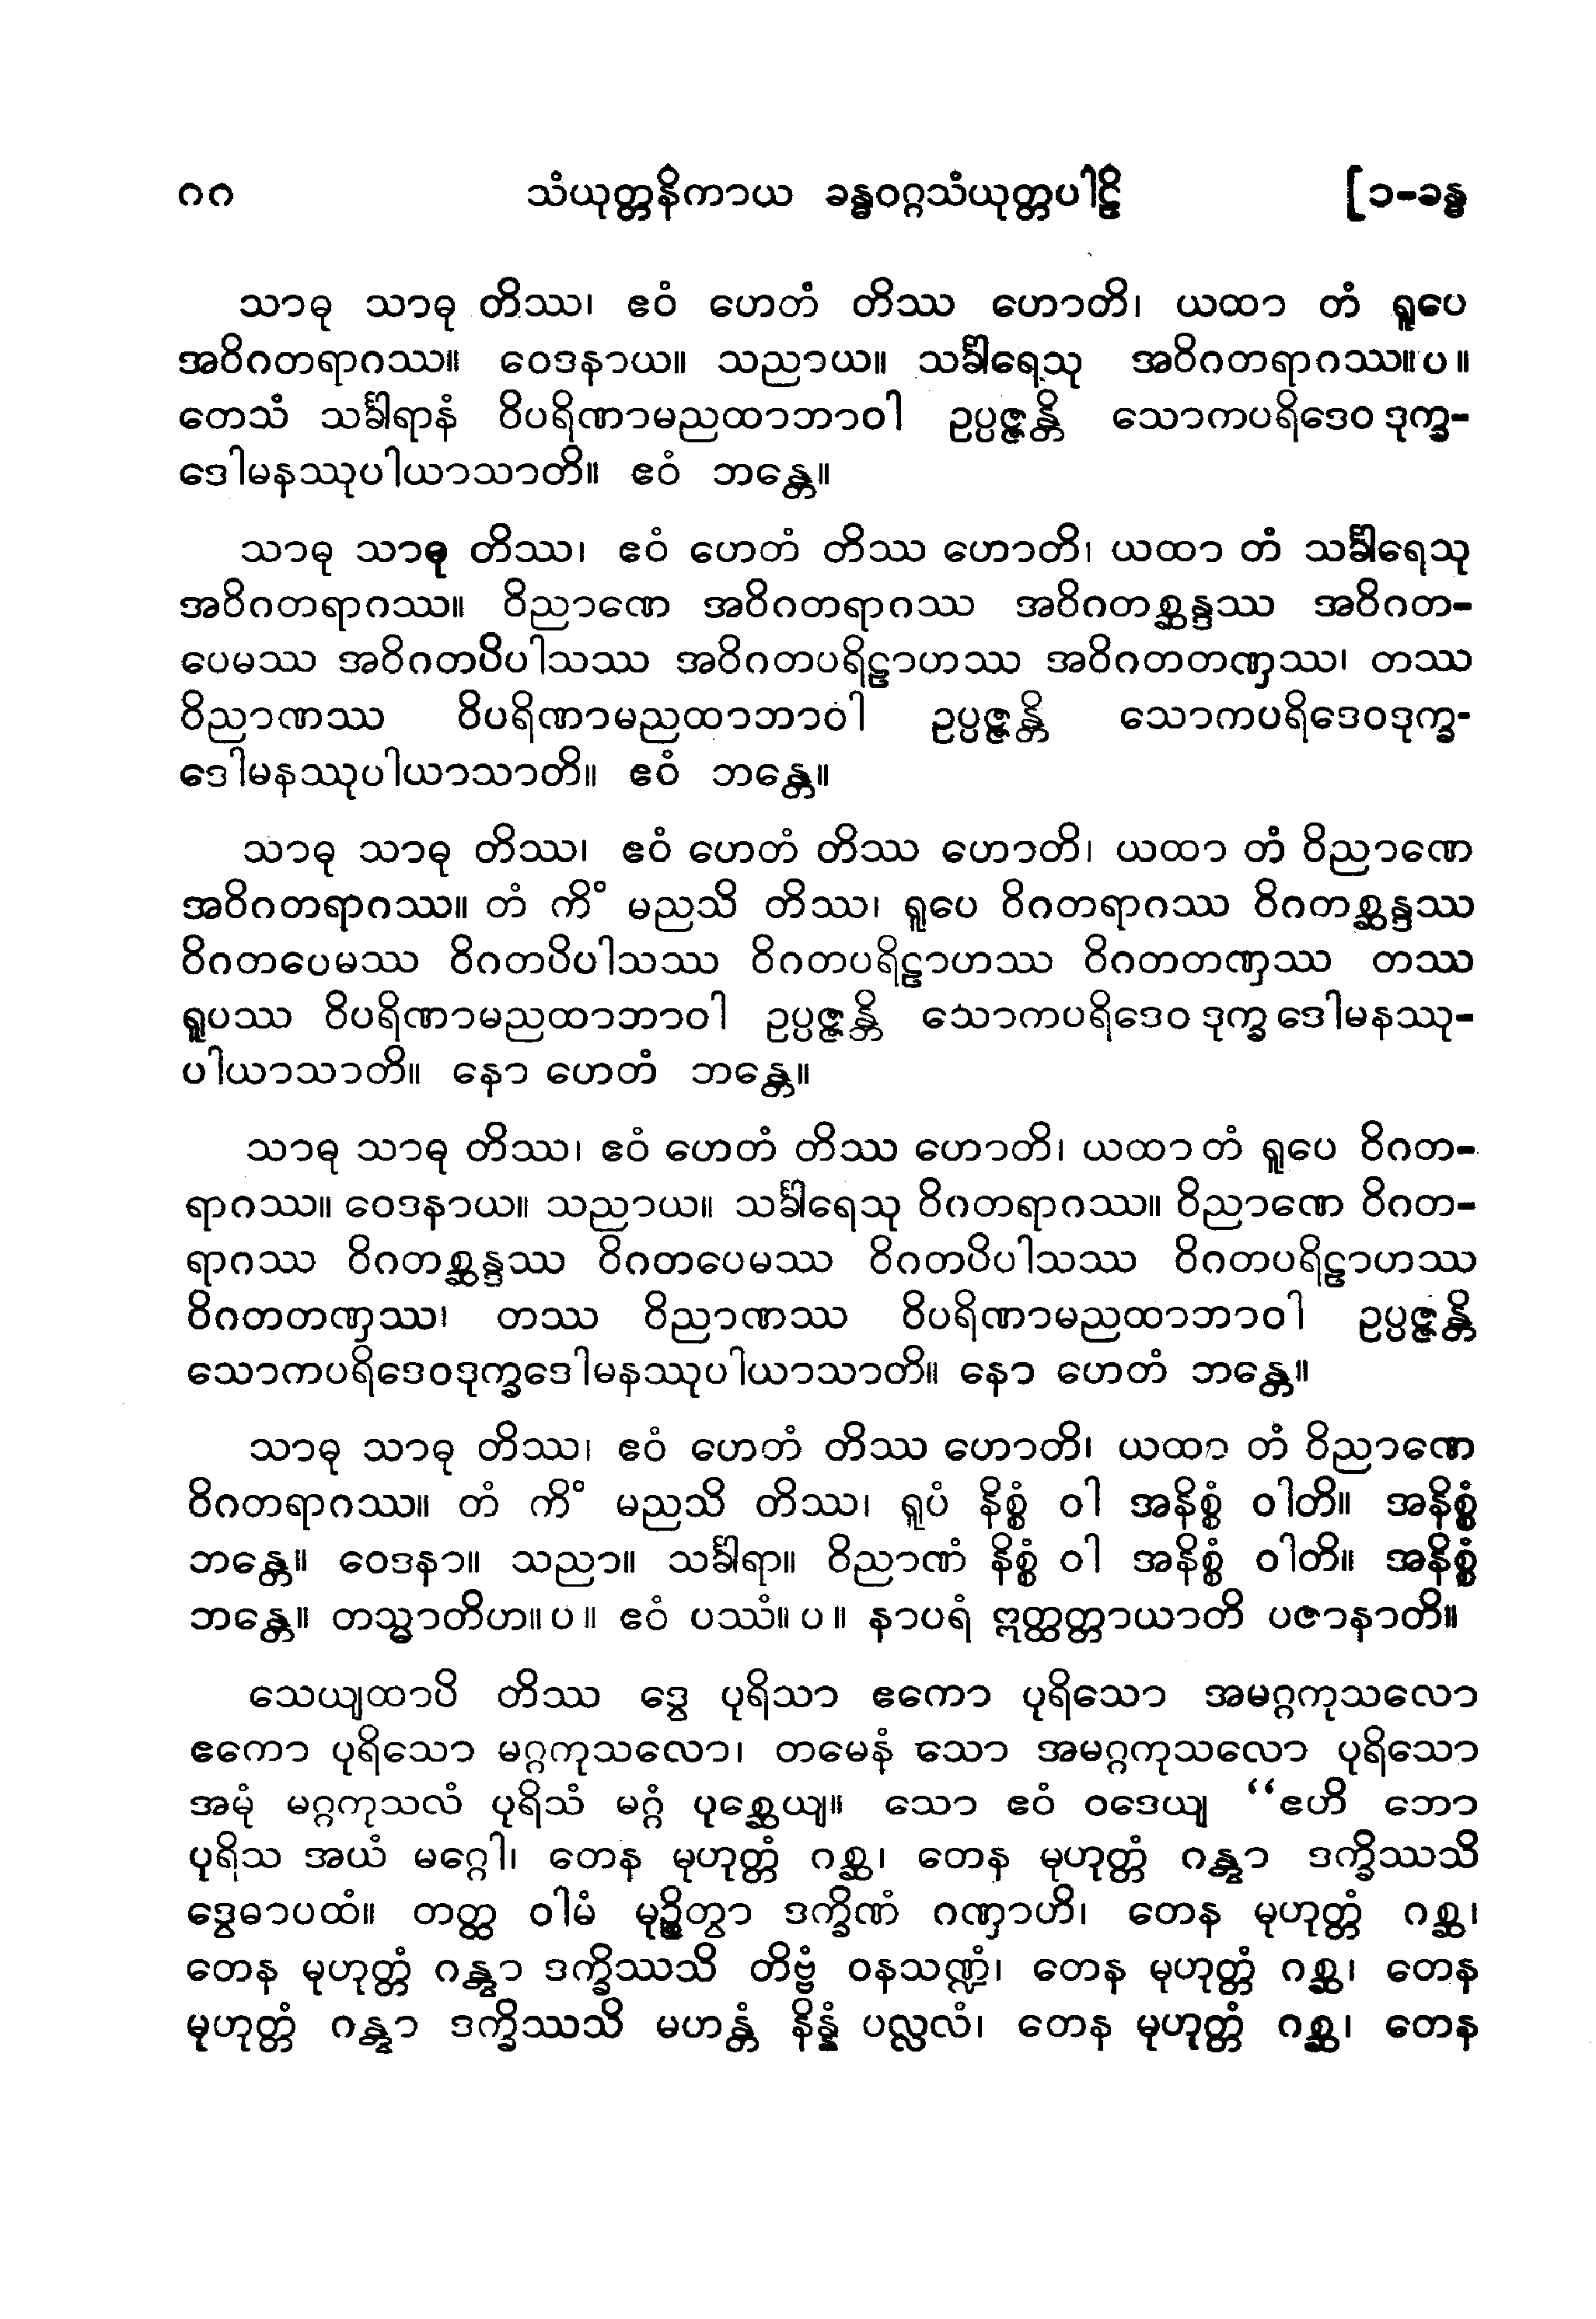 ၈၈ သံယုတ္တနိကာယ ခန္ဓဝဂ္ဂသံယုတ္တပါဠိ [၁-ခန္ဓ
သာဓု သာဓု တိဿ၊ ဧဝံ ဟေတံ တိဿ ဟောတိ၊ ယထာ တံ ရူပေ
အဝိဂတရာဂဿ။ ဝေဒနာယ။ သညာယ။ သင်္ခါရေသု အဝိဂတရာဂဿ။ပ။
တေသံ သင်္ခါရာနံ ဝိပရိဏာမညထာဘာဝါ ဥပ္ပဇ္ဇန္တိ သောကပရိဒေဝ ဒုက္ခ-
ဒေါမနဿုပါယာသာတိ။ ဧဝံ ဘန္တေ။
သာဓု သာဓု တိဿ၊ ဧဝံ ဟေတံ တိဿ ဟောတိ၊ ယထာ တံ သင်္ခါရေသု
အဝိဂတရာဂဿ။ ဝိညာဏေ အဝိဂတရာဂဿ အဝိဂတစ္ဆန္ဒဿ အဝိဂတ-
ပေမဿ အဝိဂတပိပါသဿ အဝိဂတပရိဠာဟဿ အဝိဂတတဏှဿ၊ တဿ
ဝိညာဏဿ ဝိပရိဏာမညထာဘာဝါ ဥပ္ပဇ္ဇန္တိ သောကပရိဒေဝဒုက္ခ-
ဒေါမနဿုပါယာသာတိ။ ဧဝံ ဘန္တေ။
သာဓု သာဓု တိဿ၊ ဧဝံ ဟေတံ တိဿ ဟောတိ၊ ယထာ တံ ဝိညာဏေ
အဝိဂတရာဂဿ။ တံ ကိံ မညသိ တိဿ၊ ရူပေ ဝိဂတရာဂဿ ဝိဂတစ္ဆန္ဒဿ
ဝိဂတပေမဿ ဝိဂတပိပါသဿ ဝိဂတပရိဠာဟဿ ဝိဂတတဏှဿ တဿ
ရူပဿ ဝိပရိဏာမညထာဘာဝါ ဥပ္ပဇ္ဇန္တိ သောကပရိဒေဝ ဒုက္ခ ဒေါမနဿု-
ပါယာသာတိ။ နော ဟေတံ ဘန္တေ။
သာဓု သာဓု တိဿ၊ ဧဝံ ဟေတံ တိဿ ဟောတိ၊ ယထာ တံ ရူပေ ဝိဂတ-
ရာဂဿ။ ဝေဒနာယ။ သညာယ။ သင်္ခါရေသု ဝိဂတရာဂဿ။ ဝိညာဏေ ဝိဂတ-
ရာဂဿ ဝိဂတစ္ဆန္ဒဿ ဝိဂတပေမဿ ဝိဂတပိပါသဿ ဝိဂတပရိဠာဟဿ
ဝိဂတတဏှဿ၊ တဿ ဝိညာဏဿ ဝိပရိဏာမညထာဘာဝါ ဥပ္ပဇ္ဇန္တိ
သောကပရိဒေဝဒုက္ခဒေါမနဿုပါယာသာတိ။ နော ဟေတံ ဘန္တေ။
သာဓု သာဓု တိဿ၊ ဧဝံ ဟေတံ တိဿ ဟောတိ၊ ယထာ တံ ဝိညာဏေ
ဝိဂတရာဂဿ။ တံ ကိံ မညသိ တိဿ၊ ရူပံ နိစ္စံ ဝါ အနိစ္စံ ဝါတိ။ အနိစ္စံ
ဘန္တေ။ ဝေဒနာ။ သညာ။ သင်္ခါရာ။ ဝိညာဏံ နိစ္စံ ဝါ အနိစ္စံ ဝါတိ။ အနိစ္စံ
ဘန္တေ။ တသ္မာတိဟ။ပ။ ဧဝံ ပဿံ။ပ။ နာပရံ ဣတ္ထတ္တာယာတိ ပဇာနာတိ။
သေယျထာပိ တိဿ ဒွေ ပုရိသာ ဧကော ပုရိသော အမဂ္ဂကုသလော
ဧကော ပုရိသော မဂ္ဂကုသလော၊ တမေနံ သော အမဂ္ဂကုသလော ပုရိသော
အမုံ မဂ္ဂကုသလံ ပုရိသံ မဂ္ဂံ ပုစ္ဆေယျ။ သော ဧဝံ ဝဒေယျ “ဧဟိ ဘော
ပုရိသ အယံ မဂ္ဂေါ၊ တေန မုဟုတ္တံ ဂစ္ဆ၊ တေန မုဟုတ္တံ ဂန္တွာ ဒက္ခိဿသိ
ဒွေဓာပထံ။ တတ္ထ ဝါမံ မုဉ္စိတွာ ဒက္ခိဏံ ဂဏှာဟိ၊ တေန မုဟုတ္တံ ဂစ္ဆ၊
တေန မုဟုတ္တံ ဂန္တွာ ဒက္ခိဿသိ တိဗ္ဗံ ဝနသဏ္ဍံ၊ တေန မုဟုတ္တံ ဂစ္ဆ၊ တေန
မုဟုတ္တံ ဂန္တွာ ဒက္ခိဿသိ မဟန္တံ နိန္နံ ပလ္လလံ၊ တေန မုဟုတ္တံ ဂစ္ဆ၊ တေန